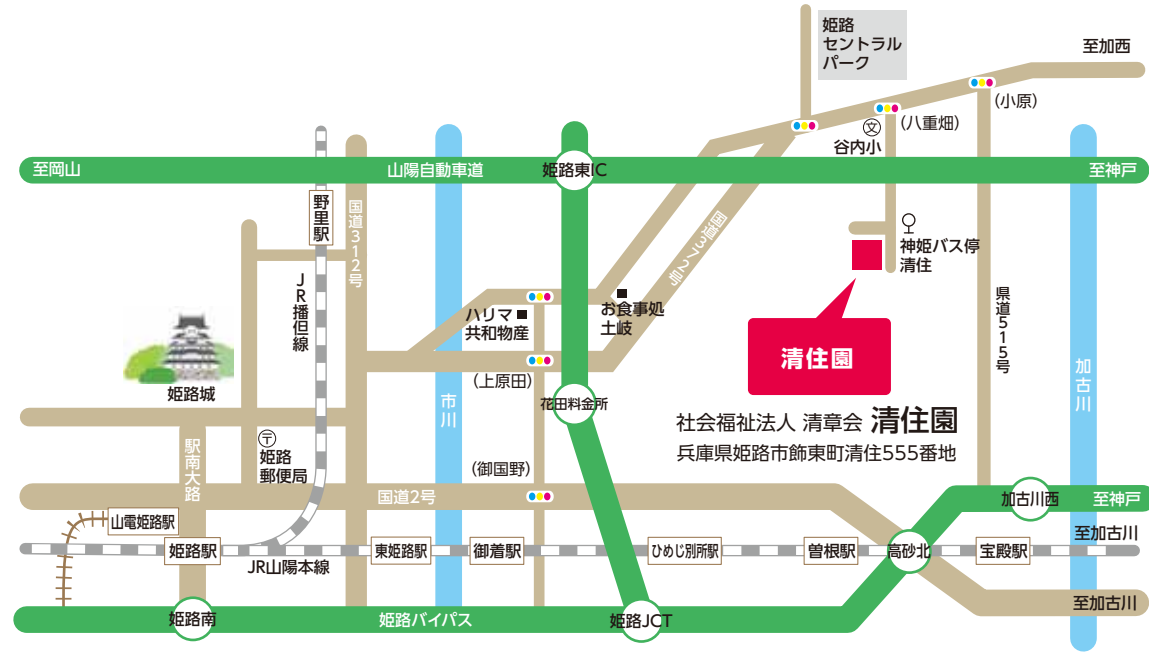 姫路
セントラル
パーク
至加西
(小原)
(八重畑)
文
谷内小
至岡山
山陽自動車道
姫路東IC
至神戸
野里駅
国道312号
国道372号
神姫バス停
清住
JR播但線
県道515号
ハリマ
共和物産
お食事処
土岐
清住園
姫路城
(上原田)
市川
加古川
花田料金所
社会福祉法人 清章会 清住園
兵庫県姫路市飾東町清住555番地
駅南大路
〒
姫路
郵便局
(御国野)
国道2号
加古川西
至神戸
山電姫路駅
至加古川
姫路駅
東姫路駅
御着駅
ひめじ別所駅
曽根駅
高砂北
宝殿駅
JR山陽本線
至加古川
姫路南
姫路バイパス
姫路JCT